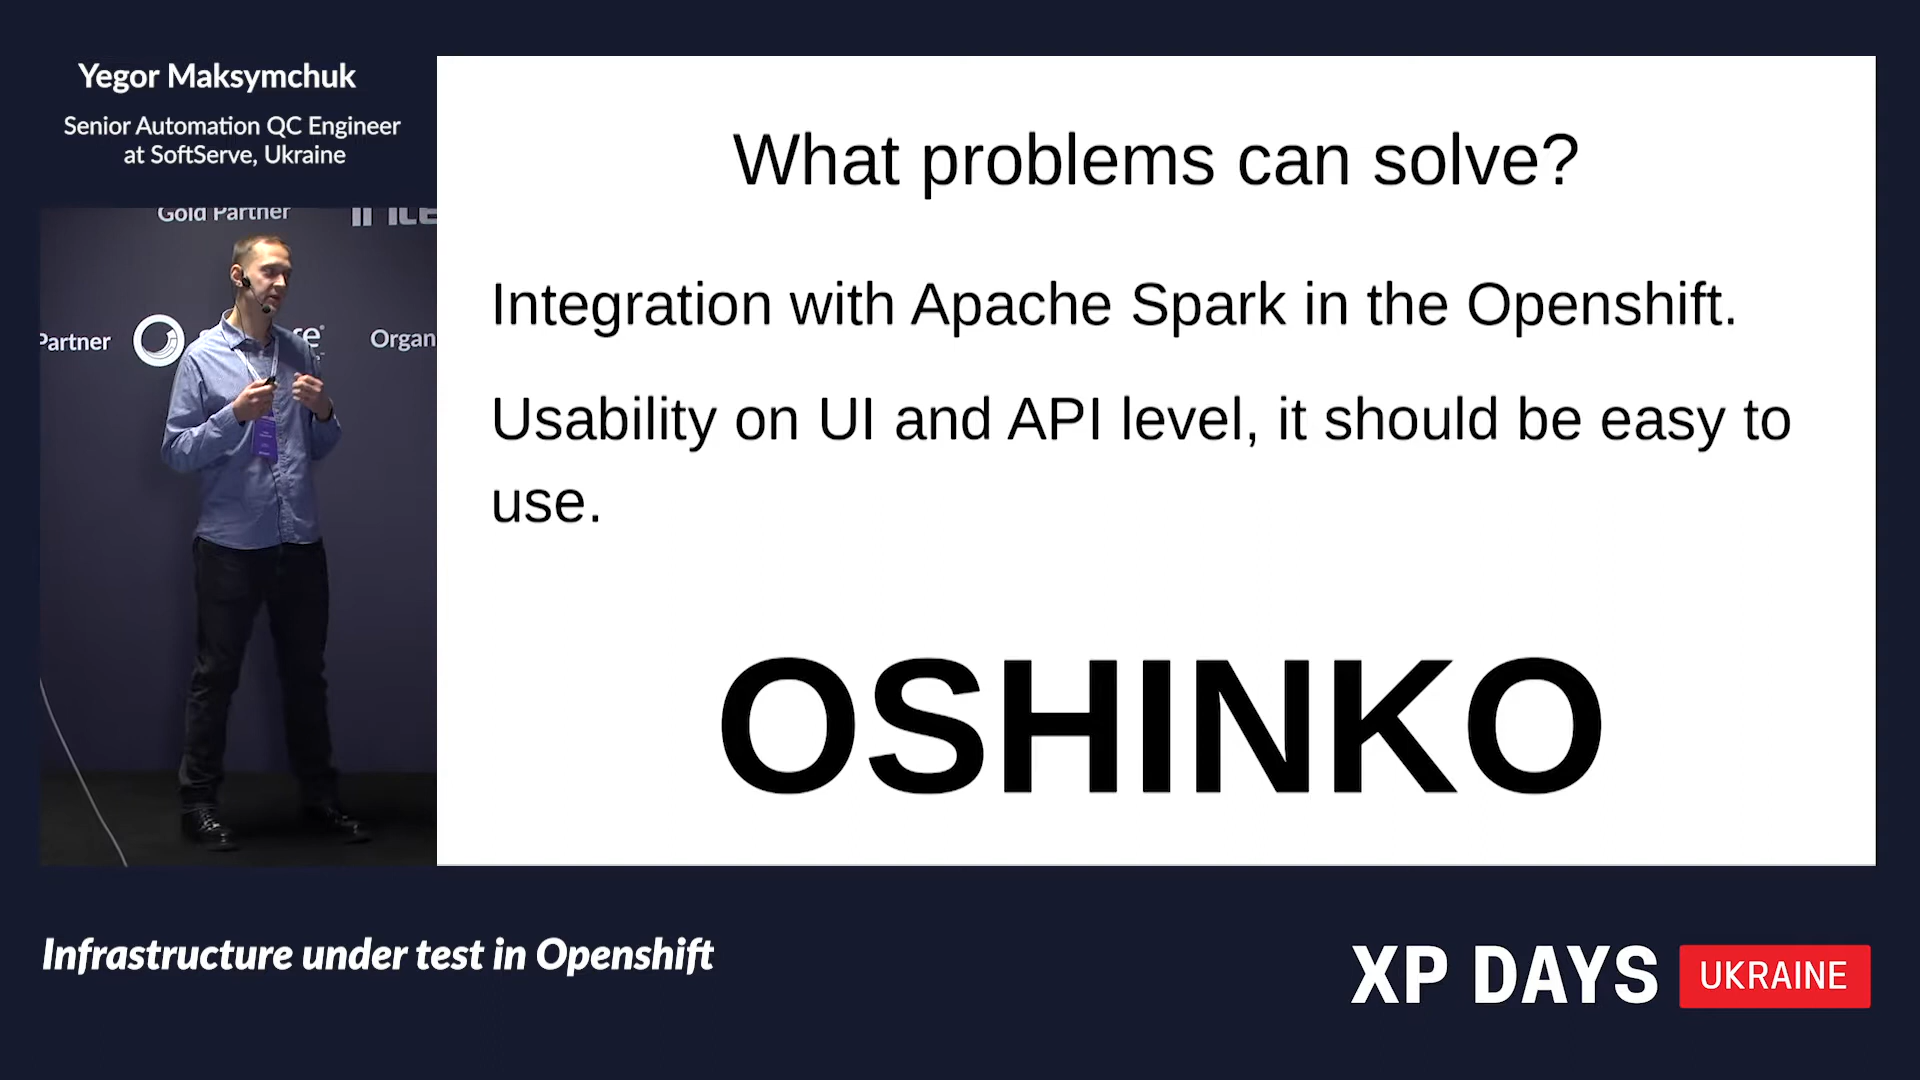 Yegor Maksymchuk
Senior Automation QC Engineer
at SoftServe, Ukraine
Gold Partner
Partner
What problems can solve?
Integration with Apache Spark in the Openshift.
Usability on UI and API level, it should be easy to
use.
OSHINKO
Infrastructure under test in Openshift
XP DAYS UKRAINE